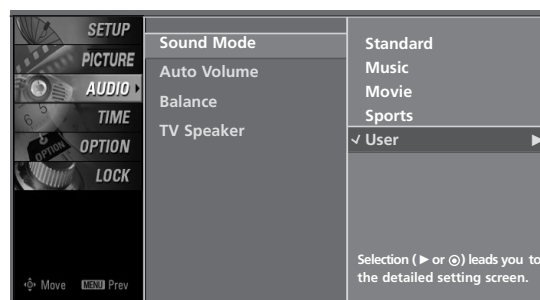 SETUP
PICTURE
AUDIO
TIME
OPTION
LOCK
Move MENU Prev
Sound Mode
Auto Volume
Balance
TV Speaker
Standard
Music
Movie
Sports
✓ User ▶
Selection ( ▶ or ◉) leads you to
the detailed setting screen.